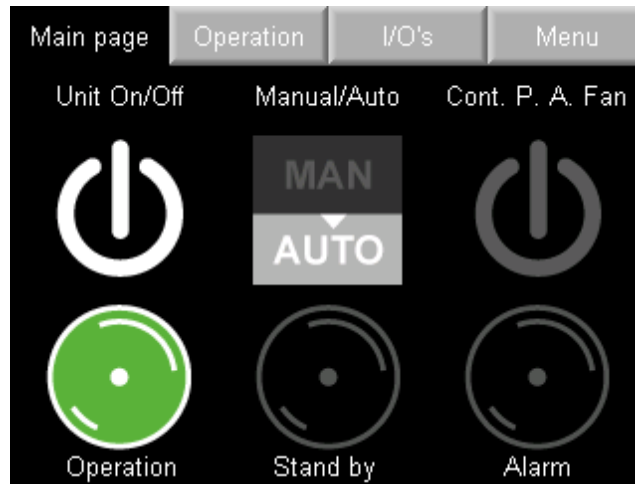 Main page Operation I/O's Menu
Unit On/Off Manual/Auto Cont. P. A. Fan
MAN
AUTO
Operation Stand by Alarm